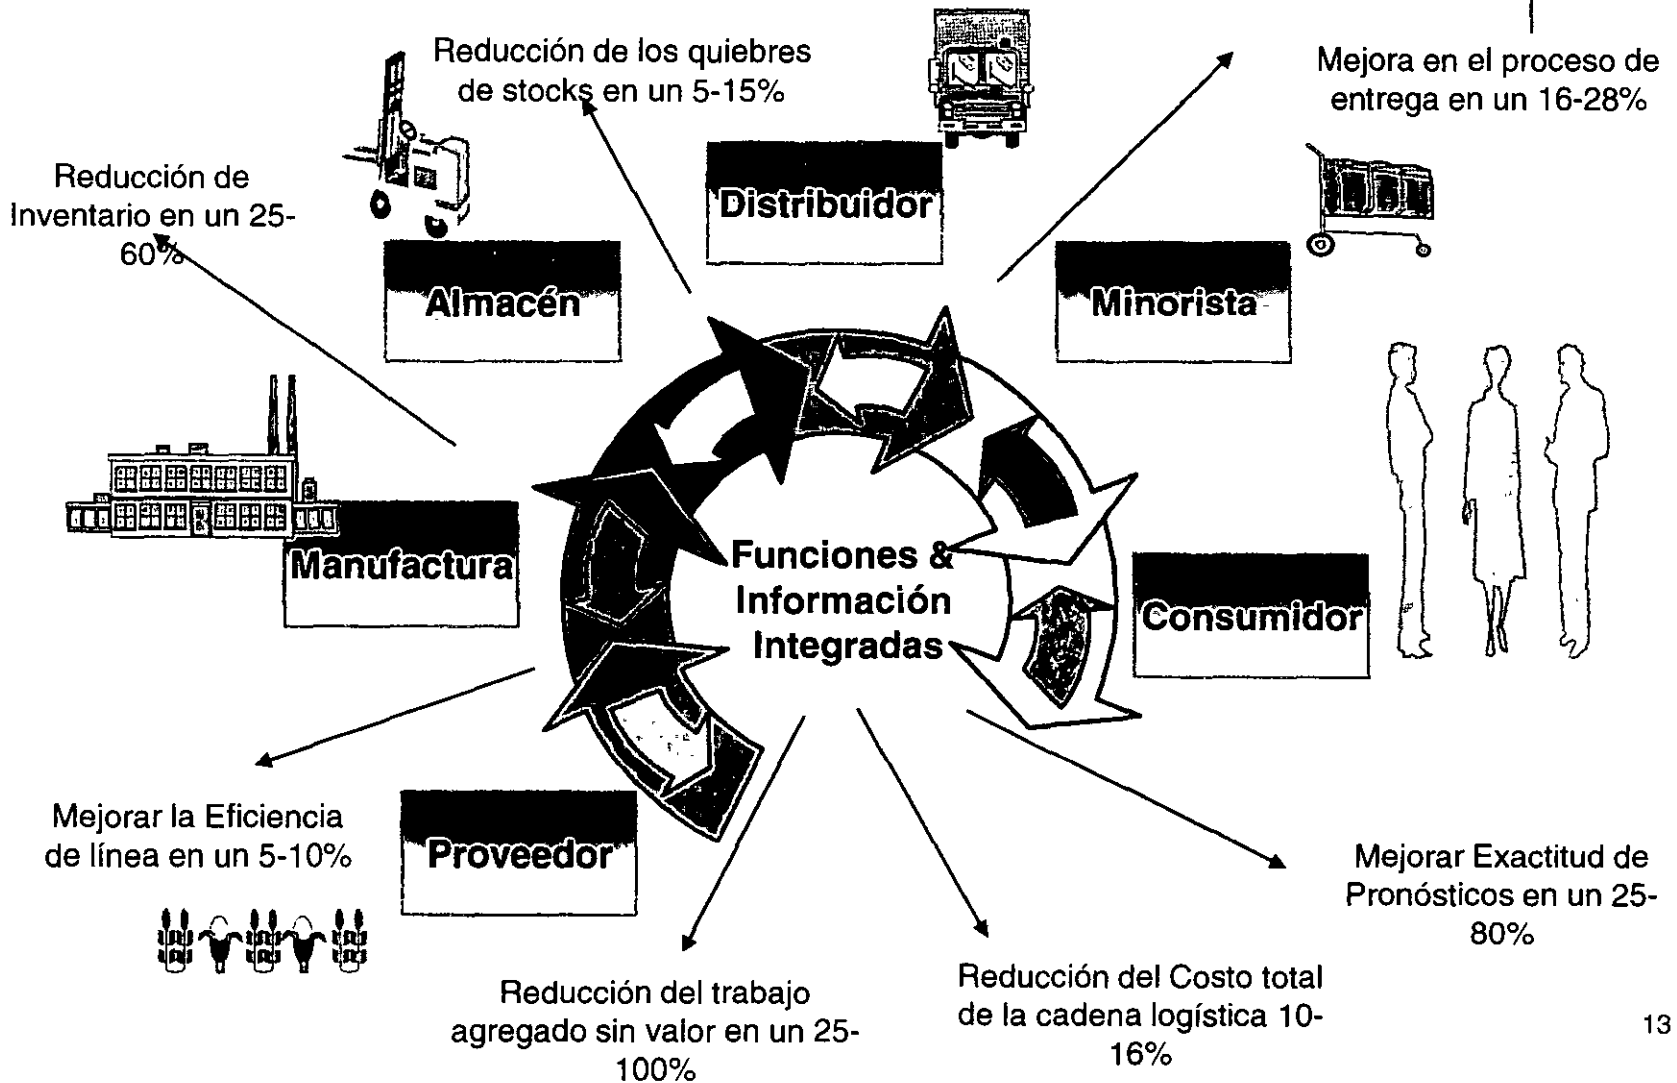 Reducción de los quiebres
de stocks en un 5-15%
Mejora en el proceso de
entrega en un 16-28%
Reducción de
Inventario en un 25-
60%
Distribuidor
Almacén
Minorista
Manufactura
Funciones &
Información
Integradas
Consumidor
Mejorar la Eficiencia
de línea en un 5-10%
Proveedor
Mejorar Exactitud de
Pronósticos en un 25-
80%
Reducción del trabajo
agregado sin valor en un 25-
100%
Reducción del Costo total
de la cadena logística 10-
16%
13